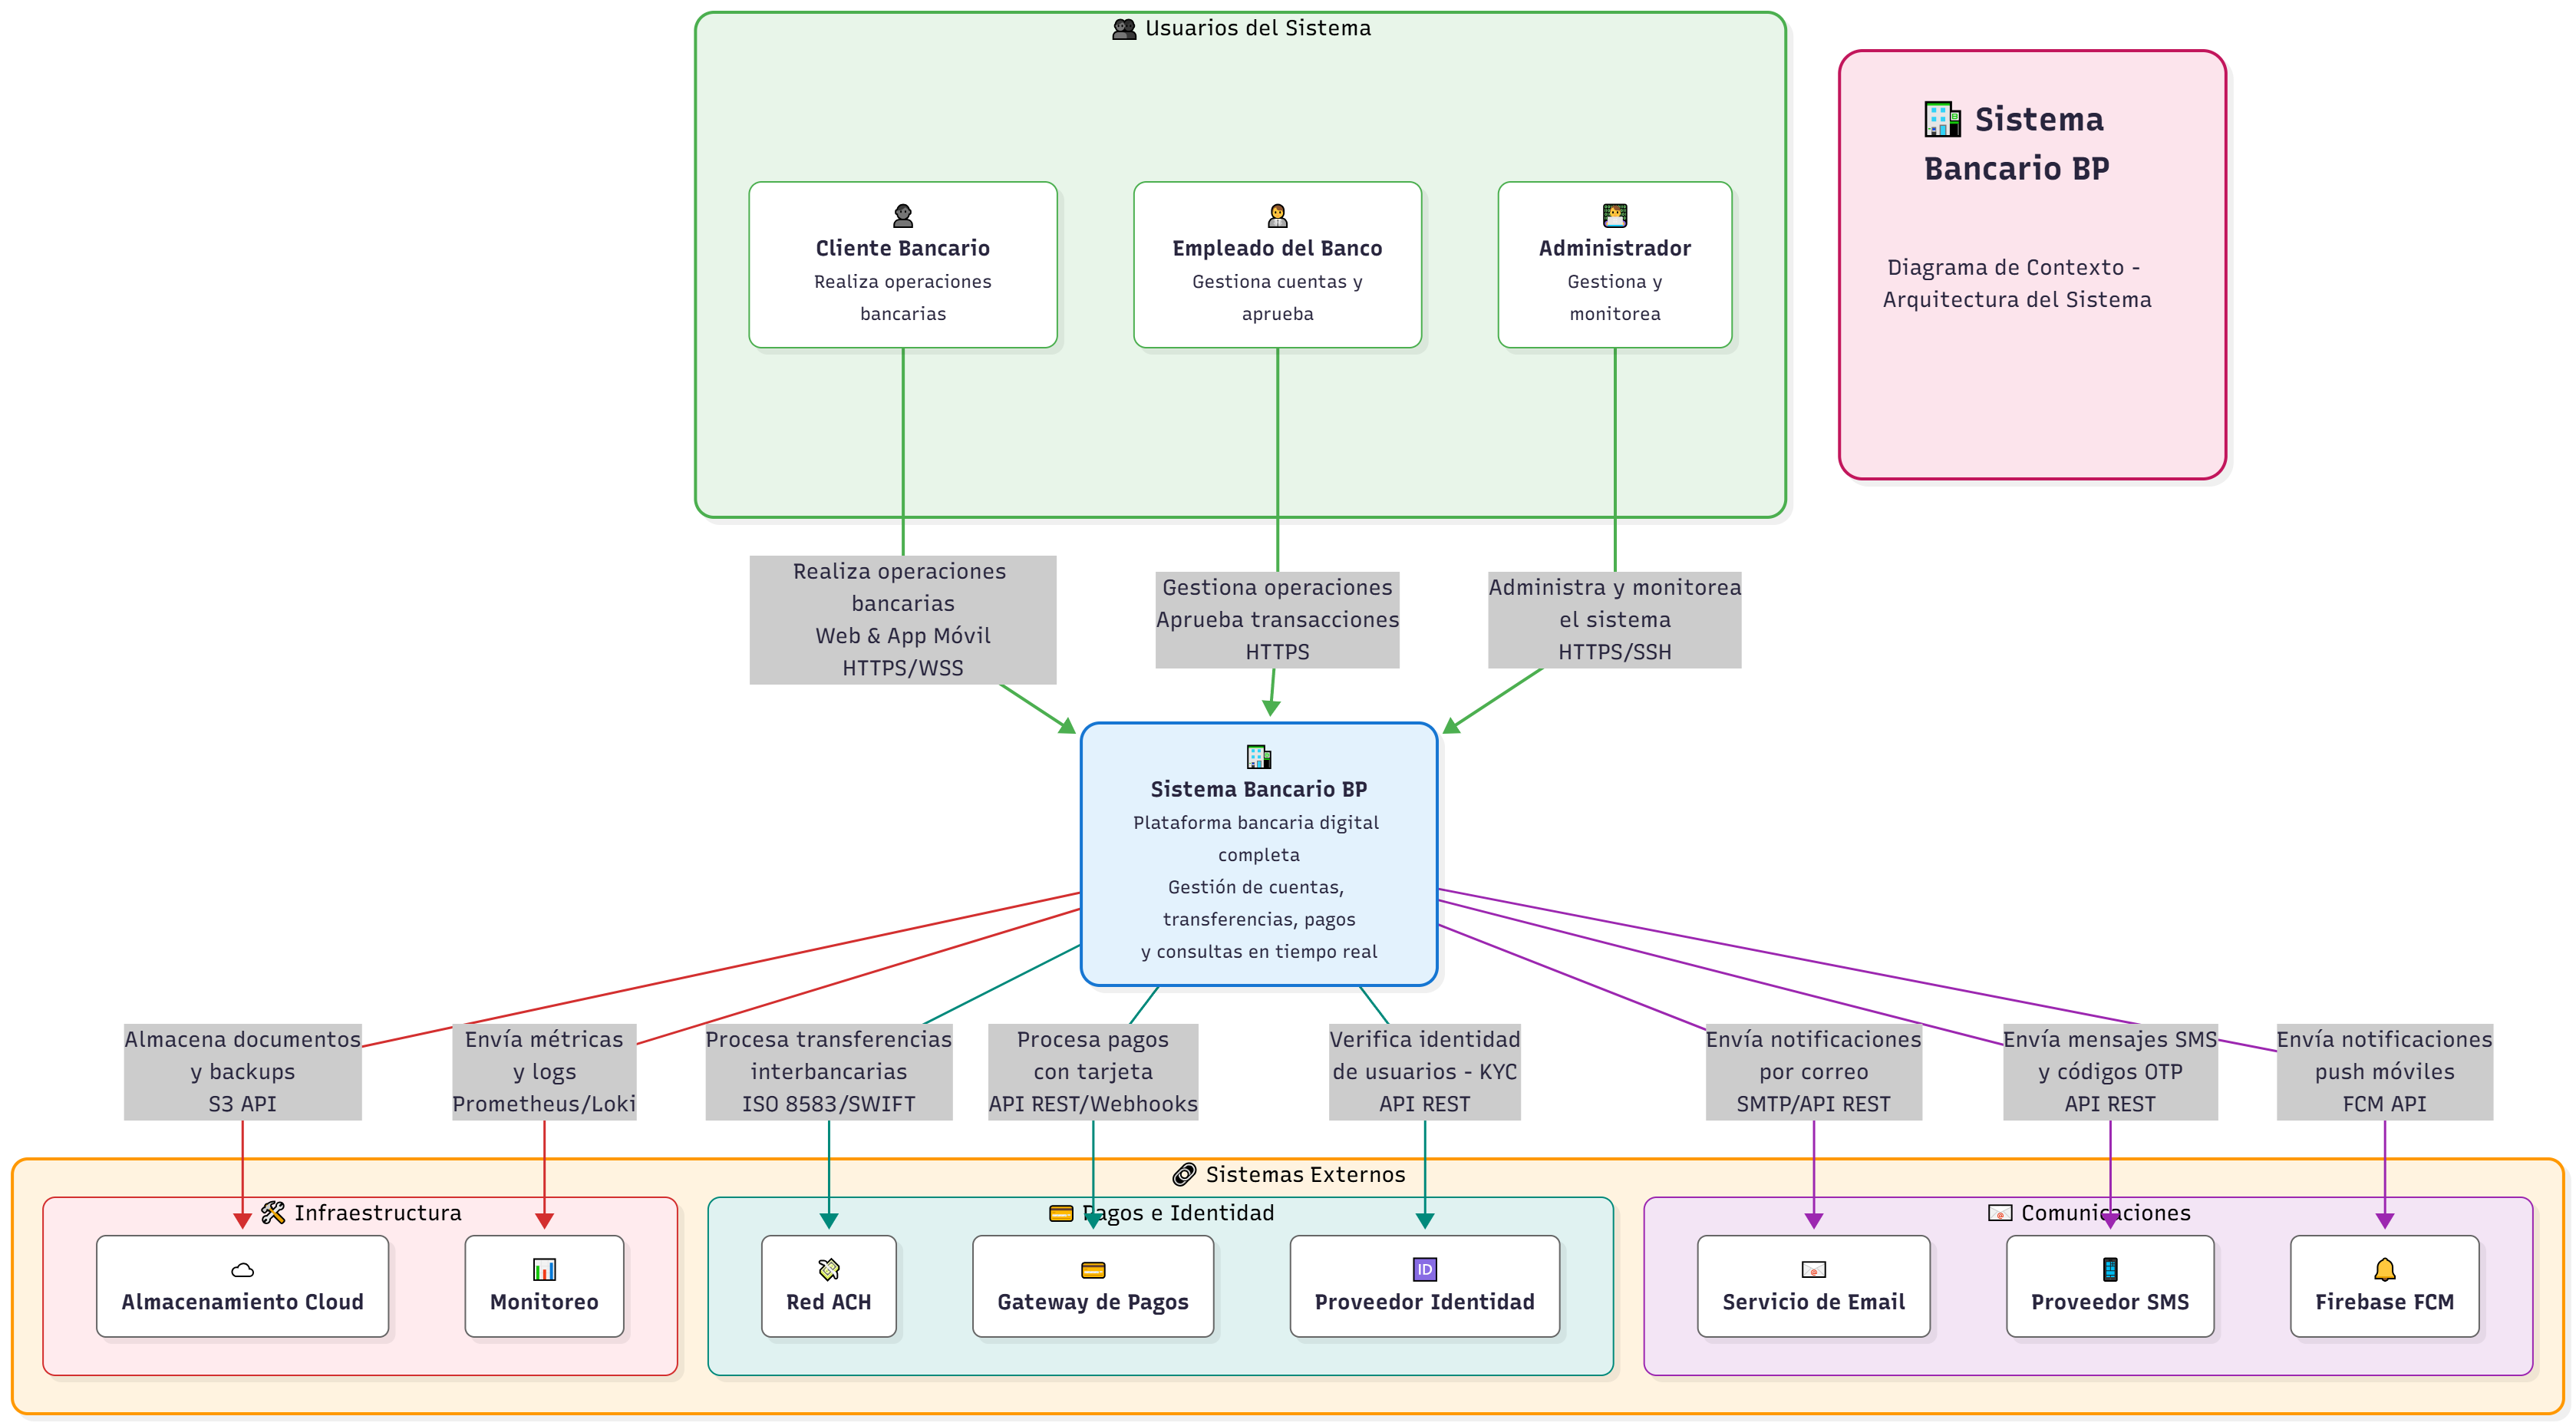 Usuarios del Sistema
Sistema
Bancario BP
Diagrama de Contexto -
Arquitectura del Sistema
Cliente Bancario
Realiza operaciones
bancarias
Empleado del Banco
Gestiona cuentas y
aprueba
Administrador
Gestiona y
monitorea
Realiza operaciones
bancarias
Web & App Móvil
HTTPS/WSS
Gestiona operaciones
Aprueba transacciones
HTTPS
Administra y monitorea
el sistema
HTTPS/SSH
Sistema Bancario BP
Plataforma bancaria digital
completa
Gestión de cuentas,
transferencias, pagos
y consultas en tiempo real
Almacena documentos
y backups
S3 API
Envía métricas
y logs
Prometheus/Loki
Procesa transferencias
interbancarias
ISO 8583/SWIFT
Procesa pagos
con tarjeta
API REST/Webhooks
Verifica identidad
de usuarios - KYC
API REST
Envía notificaciones
por correo
SMTP/API REST
Envía mensajes SMS
y códigos OTP
API REST
Envía notificaciones
push móviles
FCM API
Sistemas Externos
Infraestructura
Almacenamiento Cloud
Monitoreo
Pagos e Identidad
Red ACH
Gateway de Pagos
ID
Proveedor Identidad
Comunicaciones
Servicio de Email
Proveedor SMS
Firebase FCM